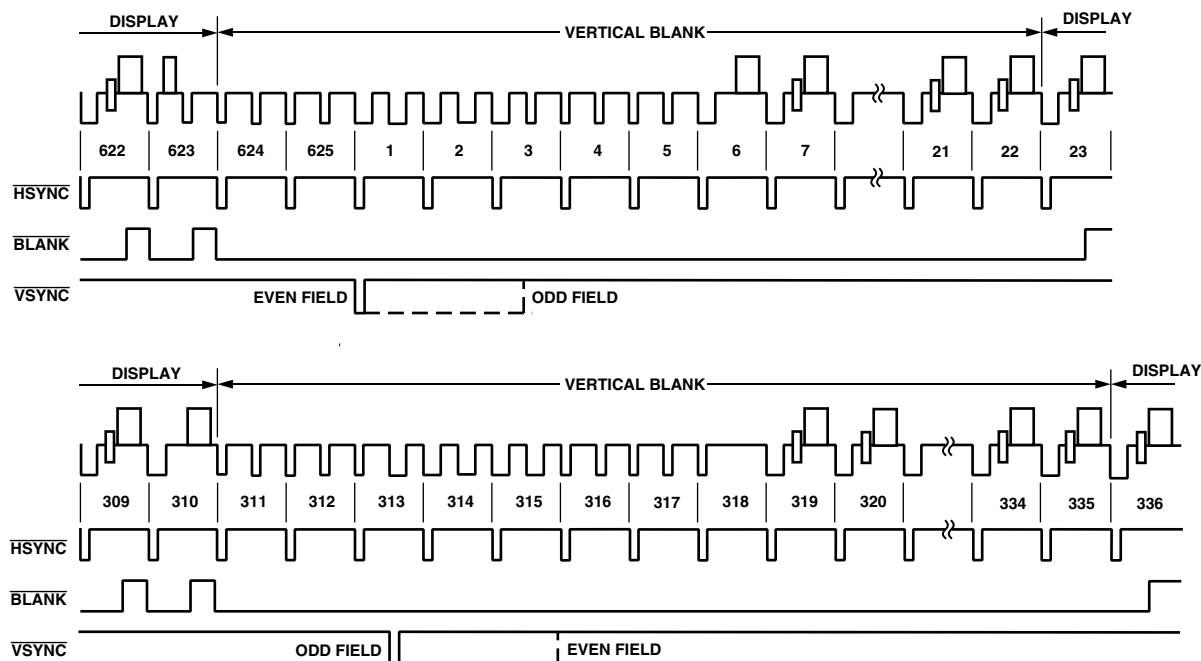 DISPLAY VERTICAL BLANK DISPLAY
622 623 624 625 1 2 3 4 5 6 7 21 22 23
HSYNC
BLANK
VSYNC EVEN FIELD ODD FIELD
DISPLAY VERTICAL BLANK DISPLAY
309 310 311 312 313 314 315 316 317 318 319 320 334 335 336
HSYNC
BLANK
VSYNC ODD FIELD EVEN FIELD